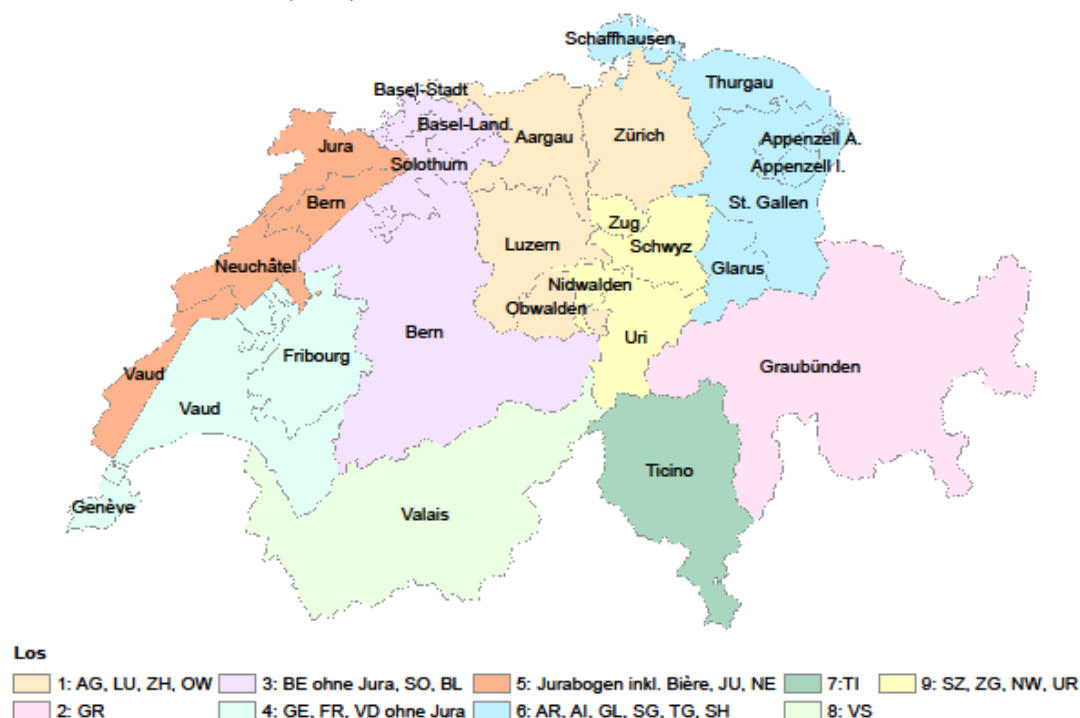 Schaffhausen
Thurgau
Basel-Stadt
Basel-Land.
Aargau
Zürich
Appenzell A.
Jura
Solothurn
Appenzell I.
Bern
St. Gallen
Zug
Luzern
Schwyz
Neuchâtel
Glarus
Nidwalden
Obwalden
Bern
Uri
Fribourg
Graubünden
Vaud
Vaud
Ticino
Genève
Valais
Los
1: AG, LU, ZH, OW
3: BE ohne Jura, SO, BL
5: Jurabogen inkl. Bière, JU, NE
7:TI
9: SZ, ZG, NW, UR
2: GR
4: GE, FR, VD ohne Jura
6: AR, AI, GL, SG, TG, SH
8: VS